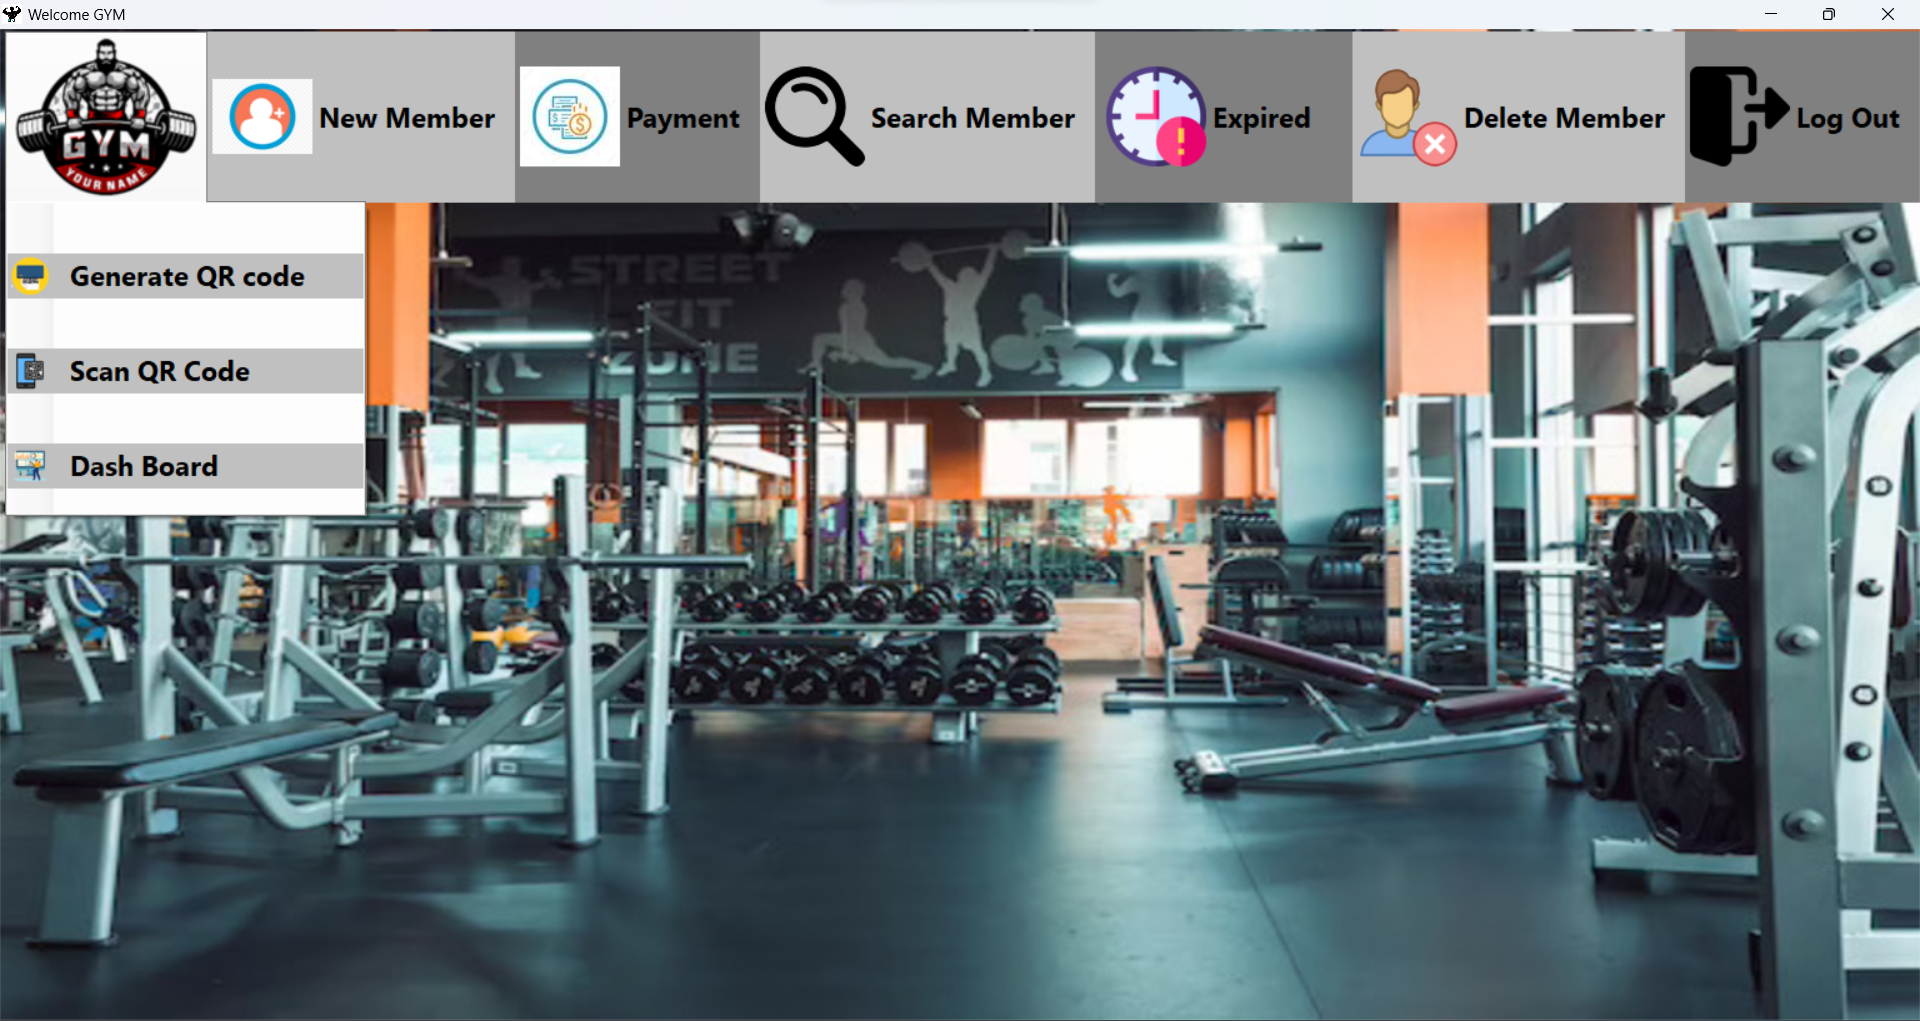 Welcome GYM
GYM
YOUR NAME
New Member
Payment
Search Member
Expired
Delete Member
Log Out
Generate QR code
Scan QR Code
Dash Board
STREET
FIT
ZONE